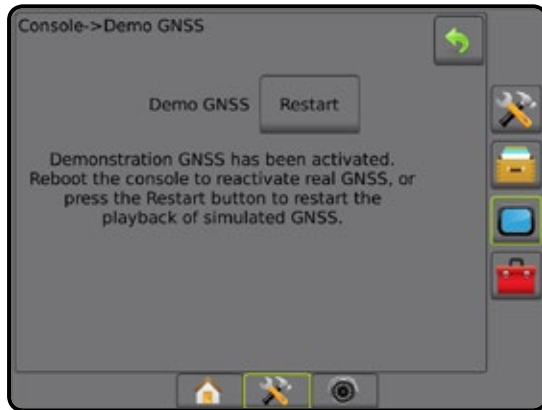 Console->Demo GNSS
Demo GNSS Restart
Demonstration GNSS has been activated.
Reboot the console to reactivate real GNSS, or
press the Restart button to restart the
playback of simulated GNSS.